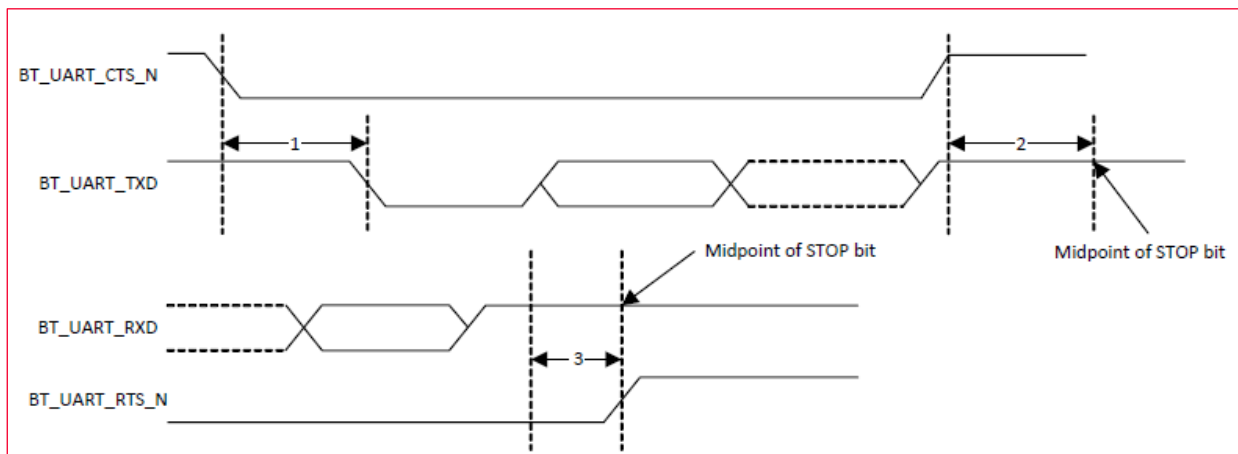 BT_UART_CTS_N
1
2
BT_UART_TXD
Midpoint of STOP bit
Midpoint of STOP bit
BT_UART_RXD
3
BT_UART_RTS_N